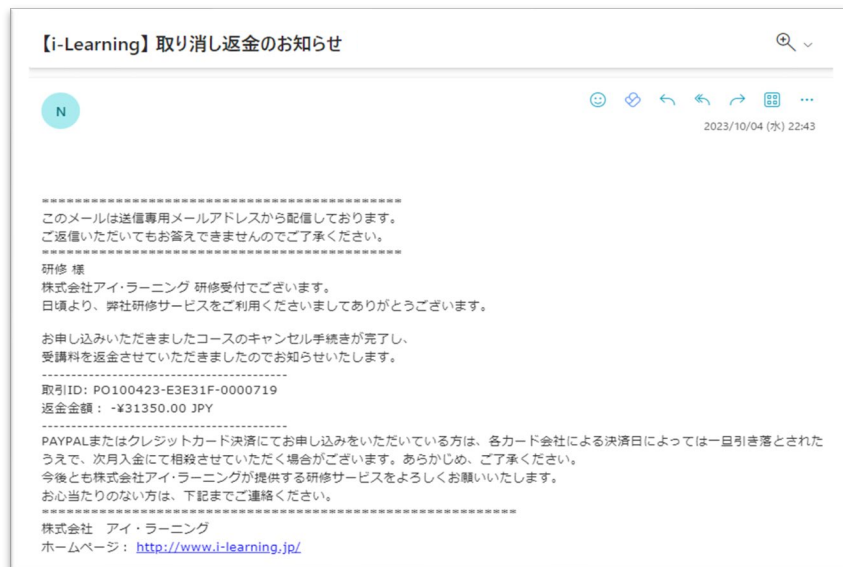 【i-Learning】取り消し返金のお知らせ
N
2023/10/04 (水) 22:43
********************************************
このメールは送信専用メールアドレスから配信しております。
ご返信いただいてもお答えできませんのでご了承ください。
********************************************
研修 様
株式会社アイ・ラーニング 研修受付でございます。
日頃より、弊社研修サービスをご利用くださいましてありがとうございます。
お申し込みいただきましたコースのキャンセル手続きが完了し、
受講料を返金させていただきましたのでお知らせいたします。
----------------------------------------
取引ID: PO100423-E3E31F-0000719
返金金額： -¥31350.00 JPY
----------------------------------------
PAYPALまたはクレジットカード決済にてお申し込みをいただいている方は、各カード会社による決済日によっては一旦引き落とされた
うえで、次月入金にて相殺させていただく場合がございます。あらかじめ、ご了承ください。
今後とも株式会社アイ・ラーニングが提供する研修サービスをよろしくお願いいたします。
お心当たりのない方は、下記までご連絡ください。
**********************************************************
株式会社　アイ・ラーニング
ホームページ： http://www.i-learning.jp/